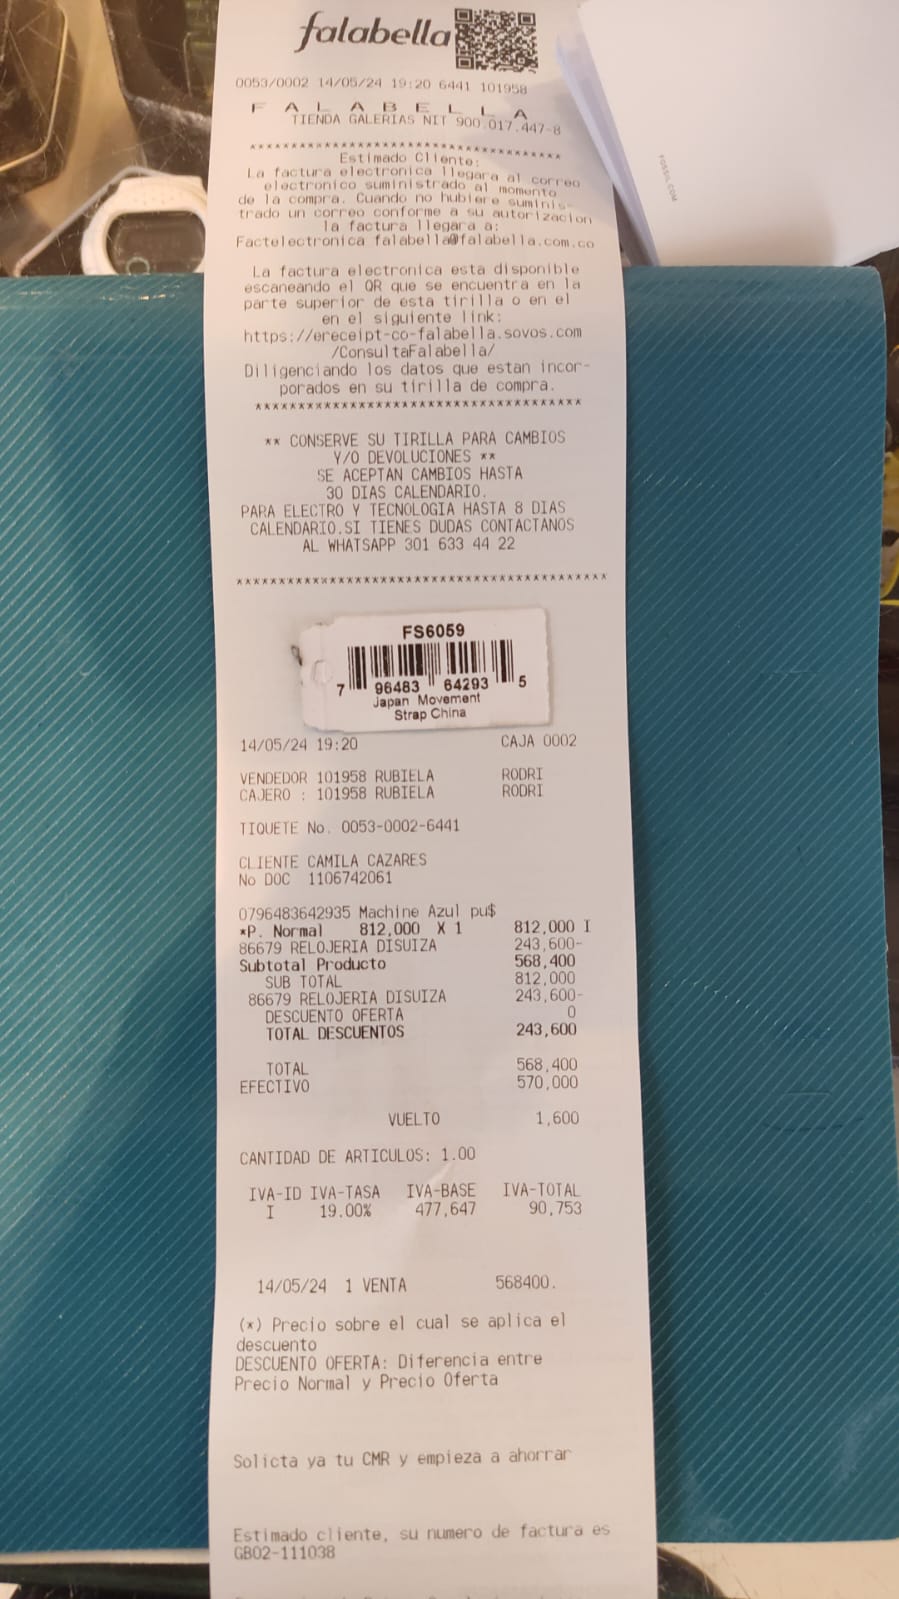 falabella
0053/0002 14/05/24 19:20 6441 101958
F A L A B E L L A
TIENDA GALERIAS NIT 900.017.447-8
****************************************
Estimado Cliente:
La factura electronica llegara al correo
electronico suministrado al momento
de la compra. Cuando no hubiere suminis-
trado un correo conforme a su autorizacion
la factura llegara a:
Factelectronica falabella@falabella.com.co
La factura electronica esta disponible
escaneando el QR que se encuentra en la
parte superior de esta tirilla o en el
en el siguiente link:
https://ereceipt-co-falabella.sovos.com
/ConsultaFalabella/
Diligenciando los datos que estan incor-
porados en su tirilla de compra.
****************************************
** CONSERVE SU TIRILLA PARA CAMBIOS
Y/O DEVOLUCIONES **
SE ACEPTAN CAMBIOS HASTA
30 DIAS CALENDARIO.
PARA ELECTRO Y TECNOLOGIA HASTA 8 DIAS
CALENDARIO.SI TIENES DUDAS CONTACTANOS
AL WHATSAPP 301 633 44 22
********************************************
FS6059
7 96483 64293 5
Japan Movement
Strap China
14/05/24 19:20 CAJA 0002
VENDEDOR 101958 RUBIELA RODRI
CAJERO : 101958 RUBIELA RODRI
TIQUETE No. 0053-0002-6441
CLIENTE CAMILA CAZARES
No DOC 1106742061
0796483642935 Machine Azul pu$
*P. Normal 812,000 X 1 812,000 I
86679 RELOJERIA DISUIZA 243,600-
Subtotal Producto 568,400
SUB TOTAL 812,000
86679 RELOJERIA DISUIZA 243,600-
DESCUENTO OFERTA 0
TOTAL DESCUENTOS 243,600
TOTAL 568,400
EFECTIVO 570,000
VUELTO 1,600
CANTIDAD DE ARTICULOS: 1.00
IVA-ID IVA-TASA IVA-BASE IVA-TOTAL
I 19.00% 477,647 90,753
14/05/24 1 VENTA 568400.
(*) Precio sobre el cual se aplica el
descuento
DESCUENTO OFERTA: Diferencia entre
Precio Normal y Precio Oferta
Solicta ya tu CMR y empieza a ahorrar
Estimado cliente, su numero de factura es
GB02-111038
FOSSIL.COM